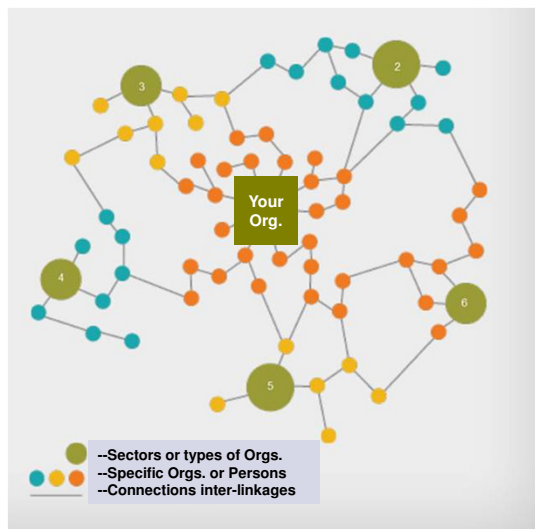 2
3
Your
Org.
4
6
5
--Sectors or types of Orgs.
--Specific Orgs. or Persons
--Connections inter-linkages